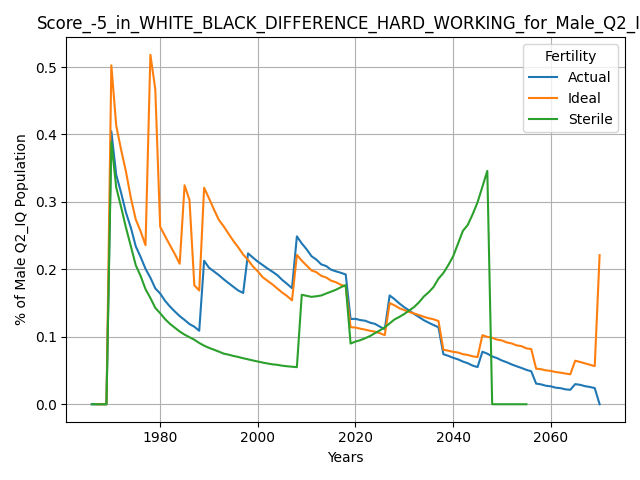 Score_-5_in_WHITE_BLACK_DIFFERENCE_HARD_WORKING_for_Male_Q2_I
Fertility
Actual
Ideal
Sterile
% of Male Q2_IQ Population
0.5
0.4
0.3
0.2
0.1
0.0
1980 2000 2020 2040 2060
Years